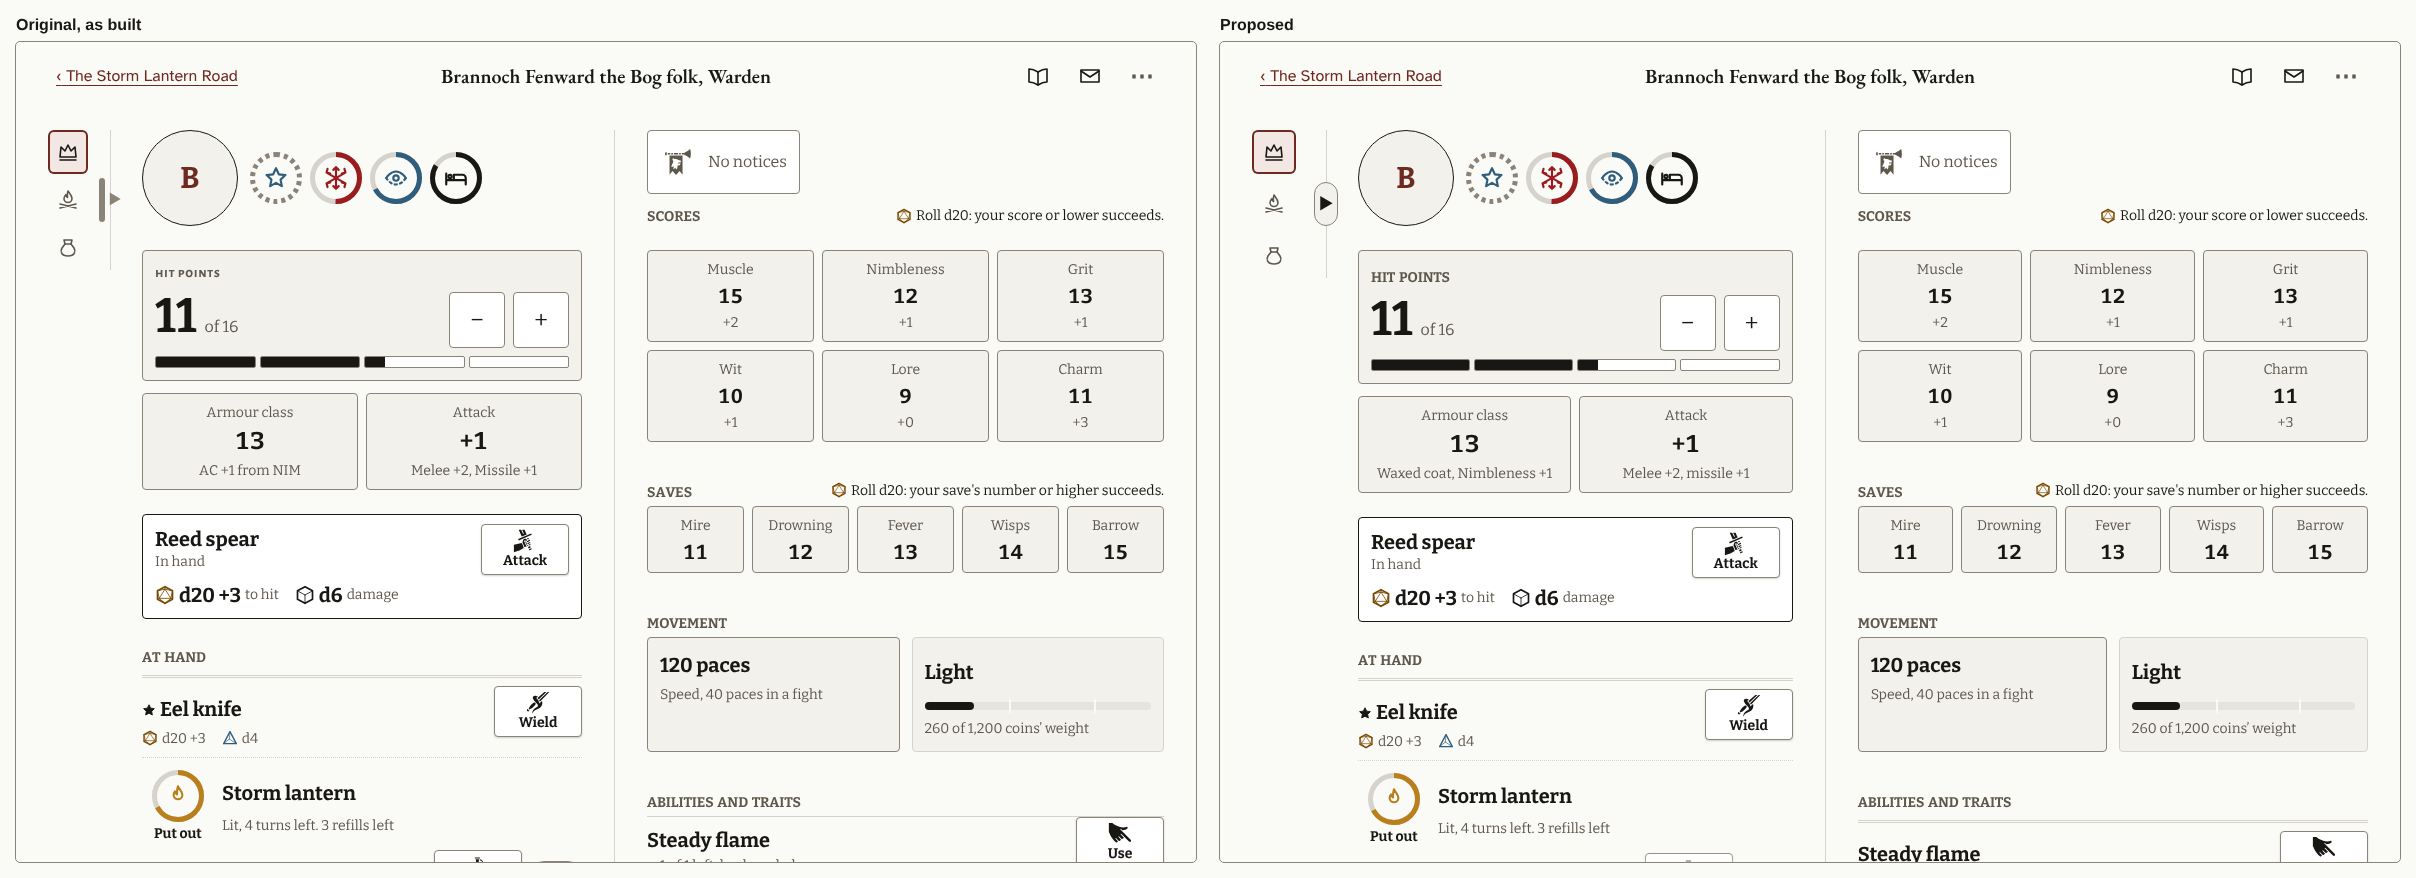 Original, as built
‹ The Storm Lantern Road
Brannoch Fenward the Bog folk, Warden
B
No notices
SCORES
Roll d20: your score or lower succeeds.
HIT POINTS
11 of 16
−
+
Muscle
15
+2
Nimbleness
12
+1
Grit
13
+1
Wit
10
+1
Lore
9
+0
Charm
11
+3
Armour class
13
AC +1 from NIM
Attack
+1
Melee +2, Missile +1
SAVES
Roll d20: your save's number or higher succeeds.
Mire
11
Drowning
12
Fever
13
Wisps
14
Barrow
15
Reed spear
In hand
Attack
d20 +3 to hit
d6 damage
MOVEMENT
120 paces
Speed, 40 paces in a fight
Light
260 of 1,200 coins’ weight
AT HAND
Eel knife
d20 +3
d4
Wield
Storm lantern
Lit, 4 turns left. 3 refills left
Put out
ABILITIES AND TRAITS
Steady flame
Use
Proposed
‹ The Storm Lantern Road
Brannoch Fenward the Bog folk, Warden
B
No notices
SCORES
Roll d20: your score or lower succeeds.
HIT POINTS
11 of 16
−
+
Muscle
15
+2
Nimbleness
12
+1
Grit
13
+1
Wit
10
+1
Lore
9
+0
Charm
11
+3
Armour class
13
Waxed coat, Nimbleness +1
Attack
+1
Melee +2, missile +1
SAVES
Roll d20: your save's number or higher succeeds.
Mire
11
Drowning
12
Fever
13
Wisps
14
Barrow
15
Reed spear
In hand
Attack
d20 +3 to hit
d6 damage
MOVEMENT
120 paces
Speed, 40 paces in a fight
Light
260 of 1,200 coins’ weight
AT HAND
Eel knife
d20 +3
d4
Wield
Storm lantern
Lit, 4 turns left. 3 refills left
Put out
ABILITIES AND TRAITS
Steady flame